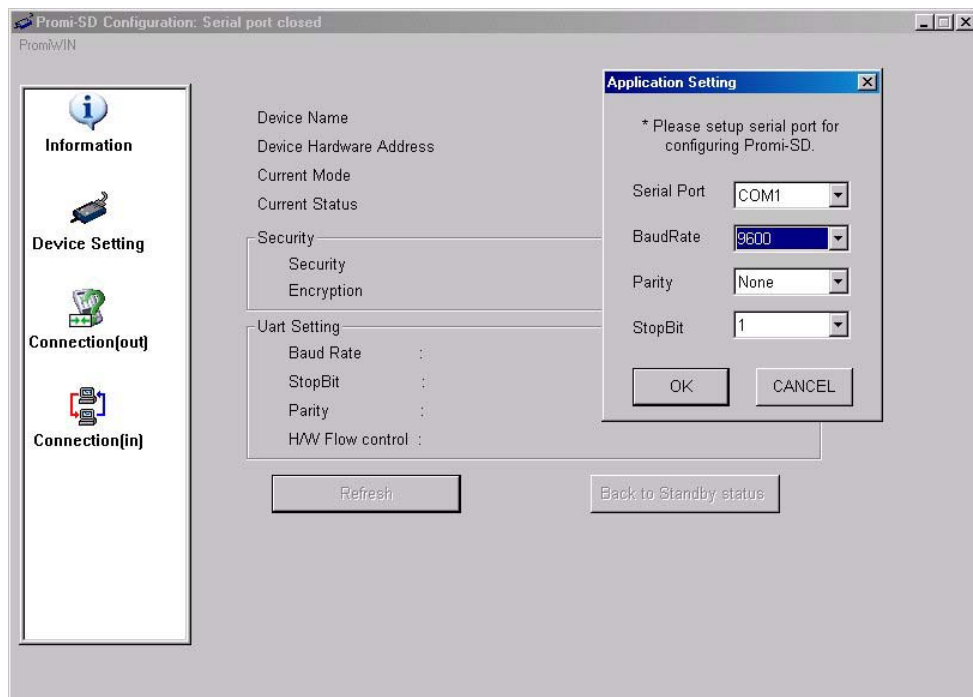 Promi-SD Configuration: Serial port closed
PromiWIN
Information
Device Setting
Connection(out)
Connection(in)
Device Name
Device Hardware Address
Current Mode
Current Status
Security
Security
Encryption
Uart Setting
Baud Rate :
StopBit :
Parity :
H/W Flow control :
Refresh
Back to Standby status
Application Setting
* Please setup serial port for
configuring Promi-SD.
Serial Port COM1
BaudRate 9600
Parity None
StopBit 1
OK CANCEL